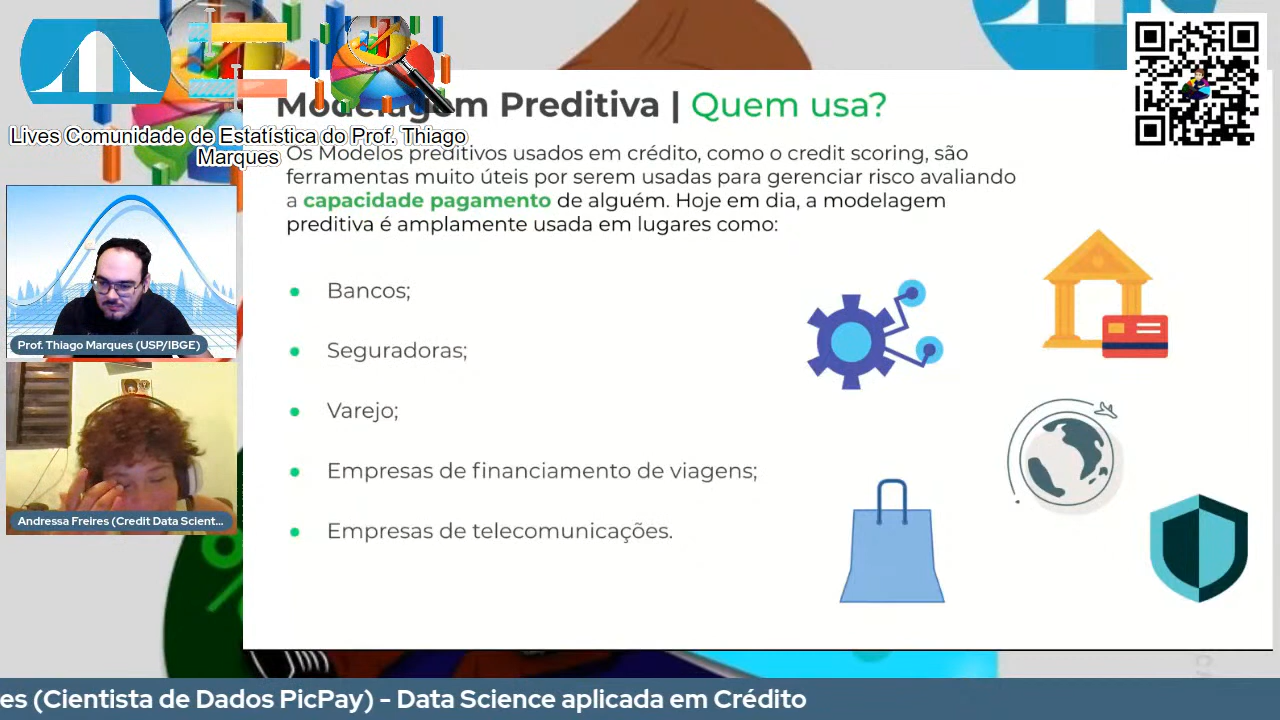 Lives Comunidade de Estatística do Prof. Thiago
Marques
Modelagem Preditiva | Quem usa?
Os Modelos preditivos usados em crédito, como o credit scoring, são
ferramentas muito úteis por serem usadas para gerenciar risco avaliando
a capacidade pagamento de alguém. Hoje em dia, a modelagem
preditiva é amplamente usada em lugares como:
Bancos;
Seguradoras;
Varejo;
Empresas de financiamento de viagens;
Empresas de telecomunicações.
Prof. Thiago Marques (USP/IBGE)
Andressa Freires (Credit Data Scient...
es (Cientista de Dados PicPay) - Data Science aplicada em Crédito